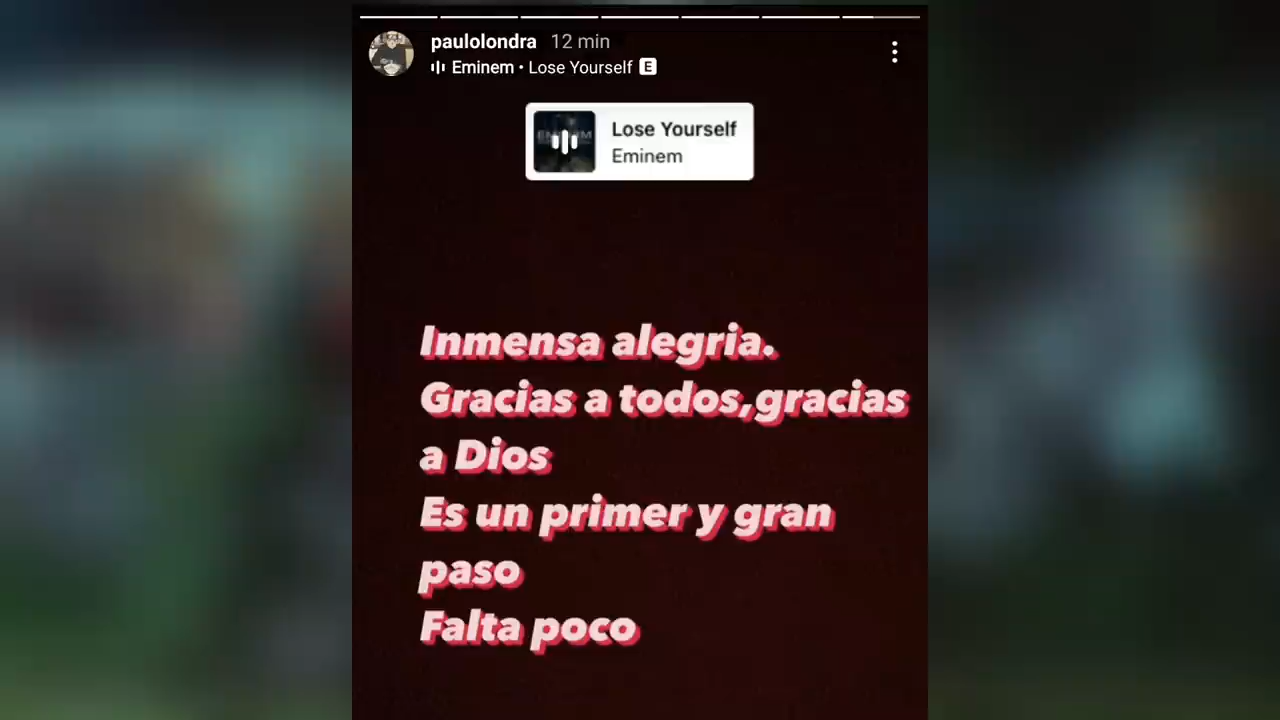 paulolondra 12 min
Eminem • Lose Yourself E
Lose Yourself
Eminem
Inmensa alegria.
Gracias a todos,gracias
a Dios
Es un primer y gran
paso
Falta poco